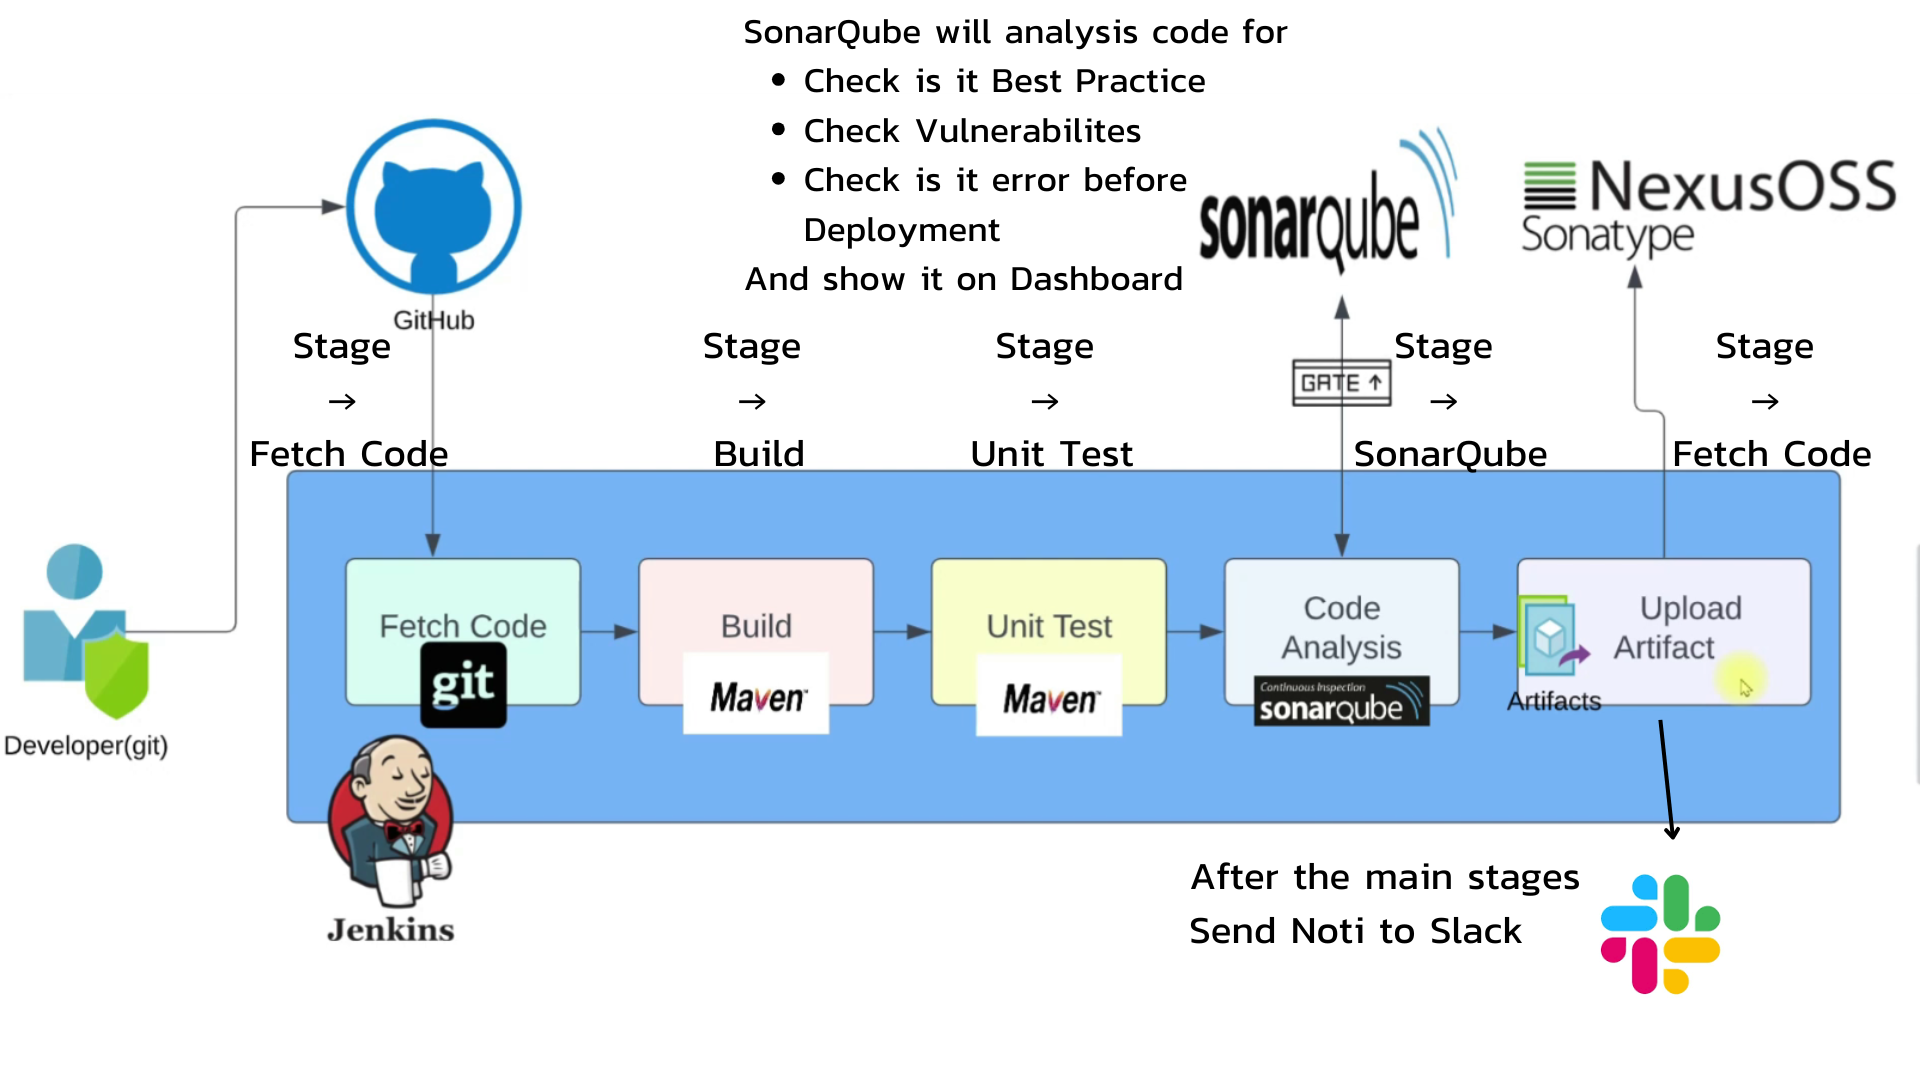 SonarQube will analysis code for
• Check is it Best Practice
• Check Vulnerabilites
• Check is it error before
Deployment
And show it on Dashboard
sonarqube
NexusOSS
Sonatype
GitHub
Stage
→
Fetch Code
Stage
→
Build
Stage
→
Unit Test
GATE ↑
Stage
→
SonarQube
Stage
→
Fetch Code
Developer(git)
Fetch Code
git
Build
Maven™
Unit Test
Maven™
Code
Analysis
Continuous Inspection
sonarqube
Upload
Artifact
Artifacts
Jenkins
After the main stages
Send Noti to Slack